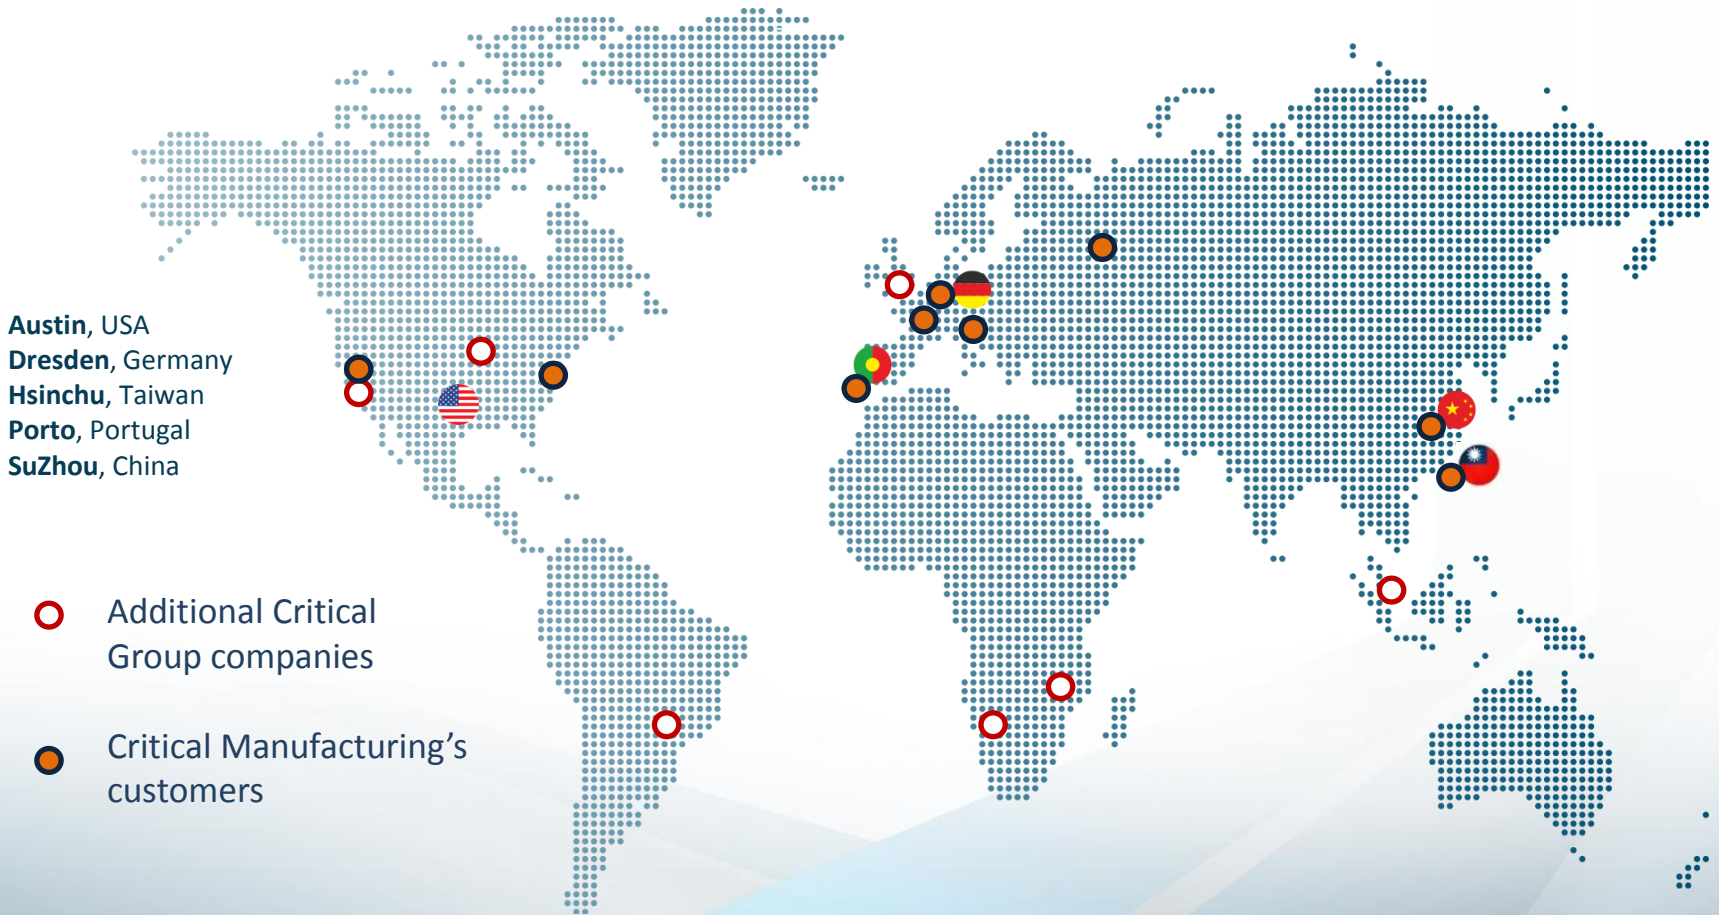 Austin, USA
Dresden, Germany
Hsinchu, Taiwan
Porto, Portugal
SuZhou, China
Additional Critical
Group companies
Critical Manufacturing’s
customers